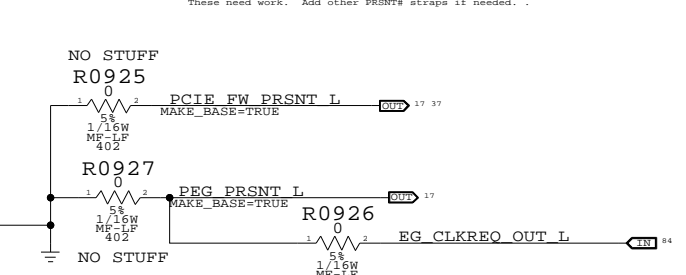 These need work. Add other PRSNT# straps if needed. .
NO STUFF
R0925
0
1 2 PCIE_FW_PRSNT_L OUT 17 37
MAKE_BASE=TRUE
5%
1/16W
MF-LF
402
R0927
0
1 2 PEG_PRSNT_L OUT 17
MAKE_BASE=TRUE
5%
1/16W
MF-LF
402
NO STUFF
R0926
0
1 2 EG_CLKREQ_OUT_L IN 84
5%
1/16W
MF-LF